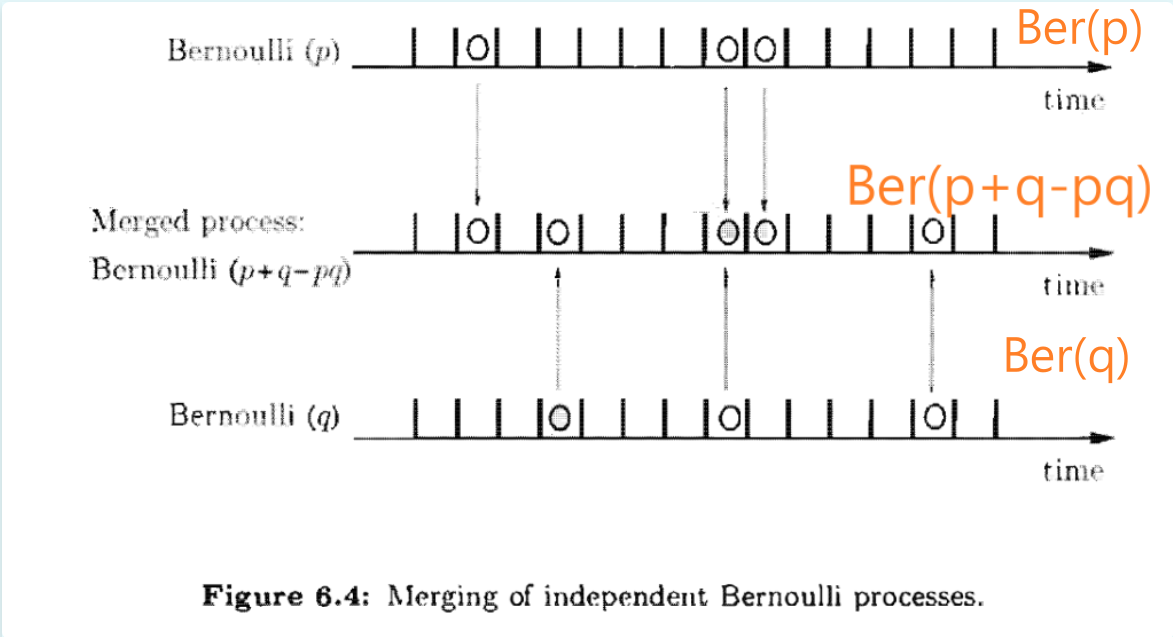 Bernoulli (p)
Ber(p)
time
Ber(p+q-pq)
Merged process:
Bernoulli (p+q−pq)
time
Ber(q)
Bernoulli (q)
time
Figure 6.4: Merging of independent Bernoulli processes.